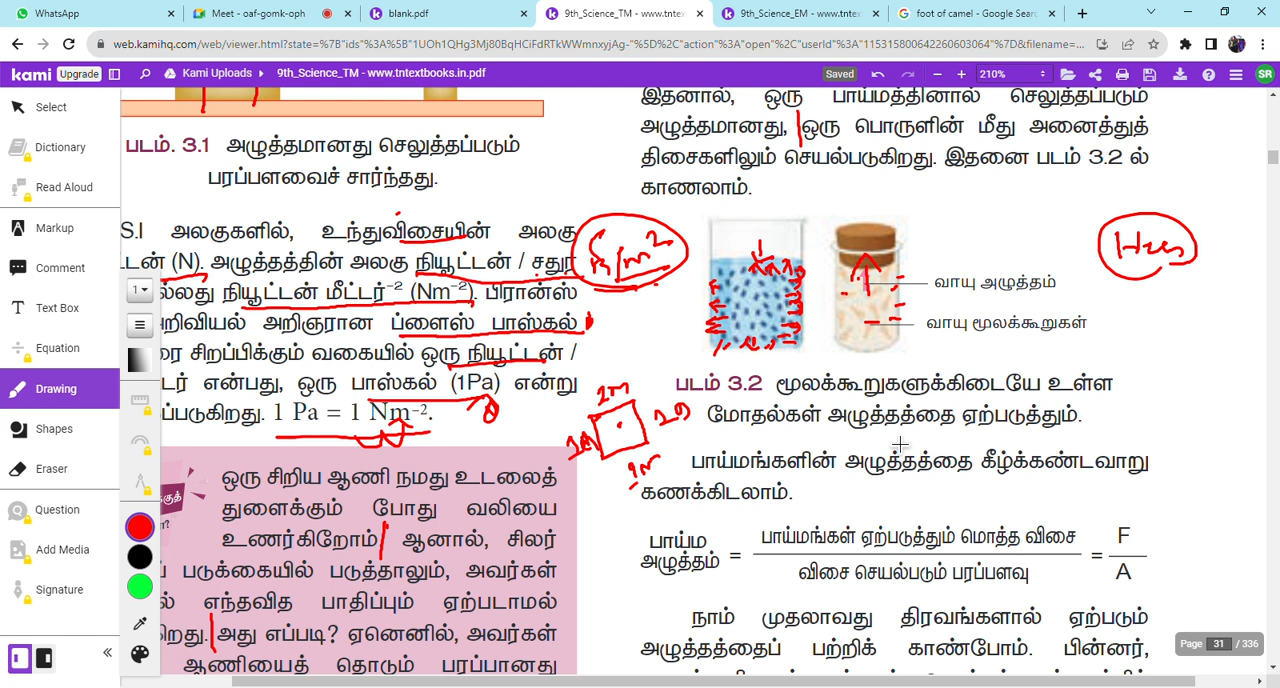 WhatsApp
Meet - oaf-gomk-oph
blank.pdf
9th_Science_TM - www.tntex
9th_Science_EM - www.tntex
foot of camel - Google Sear
web.kamihq.com/web/viewer.html?state=%7B"ids"%3A%5B"1UOh1QHg3Mj80BqHCiFdRTkWWmnxyjAg-"%5D%2C"action"%3A"open"%2C"userId"%3A"115315800642260603064"%7D&filename=...
kami Upgrade
Kami Uploads
9th_Science_TM - www.tntextbooks.in.pdf
Saved
210%
SR
Select
Dictionary
Read Aloud
Markup
Comment
Text Box
Equation
Drawing
Shapes
Eraser
Question
Add Media
Signature
1
படம். 3.1 அழுத்தமானது செலுத்தப்படும்
பரப்பளவைச் சார்ந்தது.
S.I அலகுகளில், உந்துவிசையின் அலகு
டன் (N). அழுத்தத்தின் அலகு நியூட்டன் / சதுர
ல்லது நியூட்டன் மீட்டர்⁻² (Nm⁻²). பிரான்ஸ்
அறிவியல் அறிஞரான ப்ளைஸ் பாஸ்கல்
ரை சிறப்பிக்கும் வகையில் ஒரு நியூட்டன் /
டர் என்பது, ஒரு பாஸ்கல் (1Pa) என்று
ப்படுகிறது. 1 Pa = 1 Nm⁻².
ஒரு சிறிய ஆணி நமது உடலைத்
துளைக்கும் போது வலியை
உணர்கிறோம் ஆனால், சிலர்
படுக்கையில் படுத்தாலும், அவர்கள்
ல் எந்தவித பாதிப்பும் ஏற்படாமல்
கிறது. அது எப்படி? ஏனெனில், அவர்கள்
ஆணியைத் தொடும் பரப்பானது
இதனால், ஒரு பாய்மத்தினால் செலுத்தப்படும்
அழுத்தமானது, ஒரு பொருளின் மீது அனைத்துத்
திசைகளிலும் செயல்படுகிறது. இதனை படம் 3.2 ல்
காணலாம்.
வாயு அழுத்தம்
வாயு மூலக்கூறுகள்
படம் 3.2 மூலக்கூறுகளுக்கிடையே உள்ள
மோதல்கள் அழுத்தத்தை ஏற்படுத்தும்.
பாய்மங்களின் அழுத்தத்தை கீழ்க்கண்டவாறு
கணக்கிடலாம்.
பாய்ம அழுத்தம் = பாய்மங்கள் ஏற்படுத்தும் மொத்த விசை / விசை செயல்படும் பரப்பளவு = F / A
நாம் முதலாவது திரவங்களால் ஏற்படும்
அழுத்தத்தைப் பற்றிக் காண்போம். பின்னர்,
Page 31 / 336